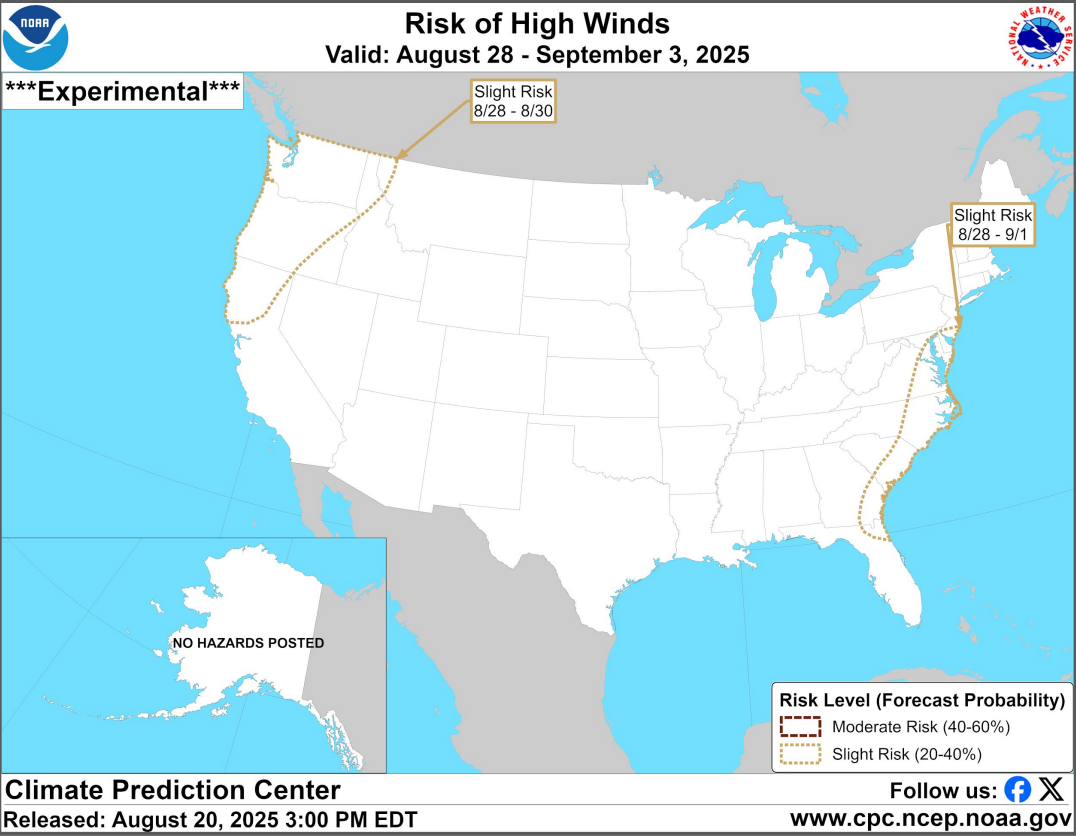 NOAA
Risk of High Winds
Valid: August 28 - September 3, 2025
NATIONAL WEATHER SERVICE
***Experimental***
Slight Risk
8/28 - 8/30
Slight Risk
8/28 - 9/1
NO HAZARDS POSTED
Risk Level (Forecast Probability)
Moderate Risk (40-60%)
Slight Risk (20-40%)
Climate Prediction Center
Follow us:
Released: August 20, 2025 3:00 PM EDT
www.cpc.ncep.noaa.gov